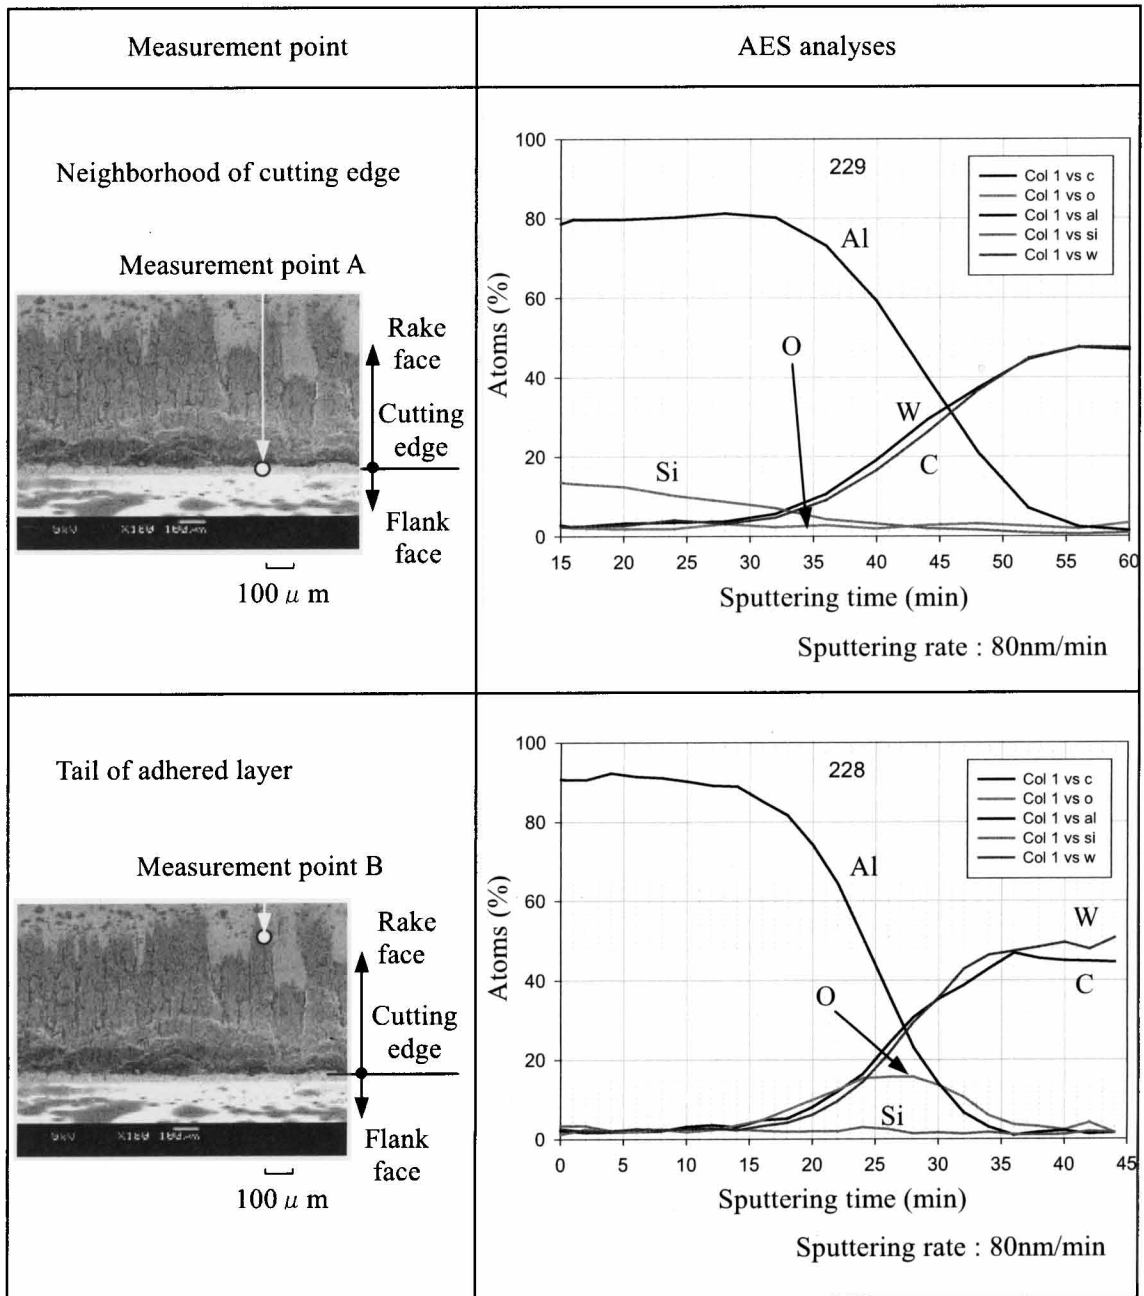 Measurement point
AES analyses
Neighborhood of cutting edge
Measurement point A
Rake
face
Cutting
edge
Flank
face
9kV X180 100μm
100 μ m
100
80
60
40
20
0
Atoms (%)
229
Col 1 vs c
Col 1 vs o
Col 1 vs al
Col 1 vs si
Col 1 vs w
Al
O
W
C
Si
15 20 25 30 35 40 45 50 55 60
Sputtering time (min)
Sputtering rate : 80nm/min
Tail of adhered layer
Measurement point B
Rake
face
Cutting
edge
Flank
face
9kV X180 100μm
100 μ m
100
80
60
40
20
0
Atoms (%)
228
Col 1 vs c
Col 1 vs o
Col 1 vs al
Col 1 vs si
Col 1 vs w
Al
W
O
C
Si
0 5 10 15 20 25 30 35 40 45
Sputtering time (min)
Sputtering rate : 80nm/min